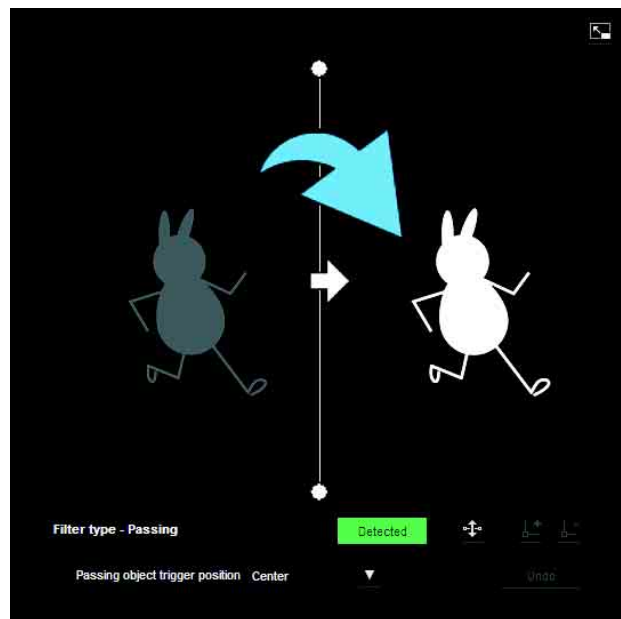 Filter type - Passing
Detected
Passing object trigger position Center
Undo